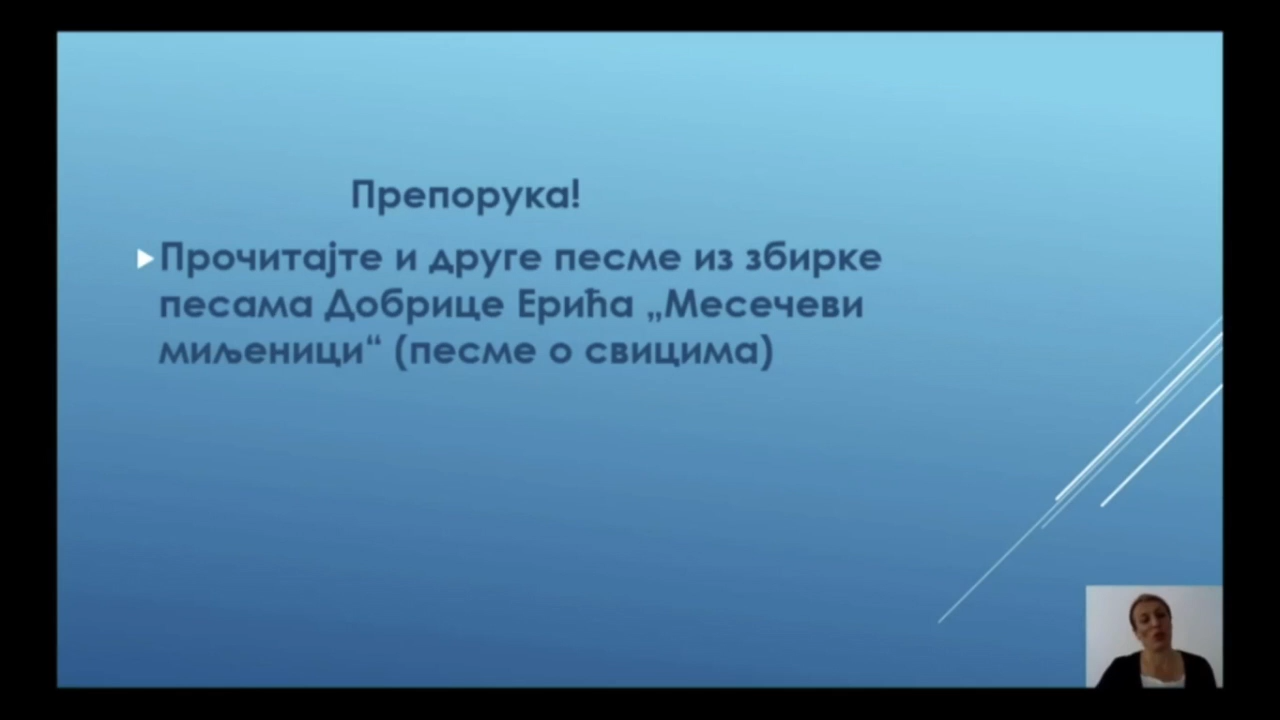 Препорука!
Прочитајте и друге песме из збирке
песама Добрице Ерића „Месечеви
миљеници“ (песме о свицима)